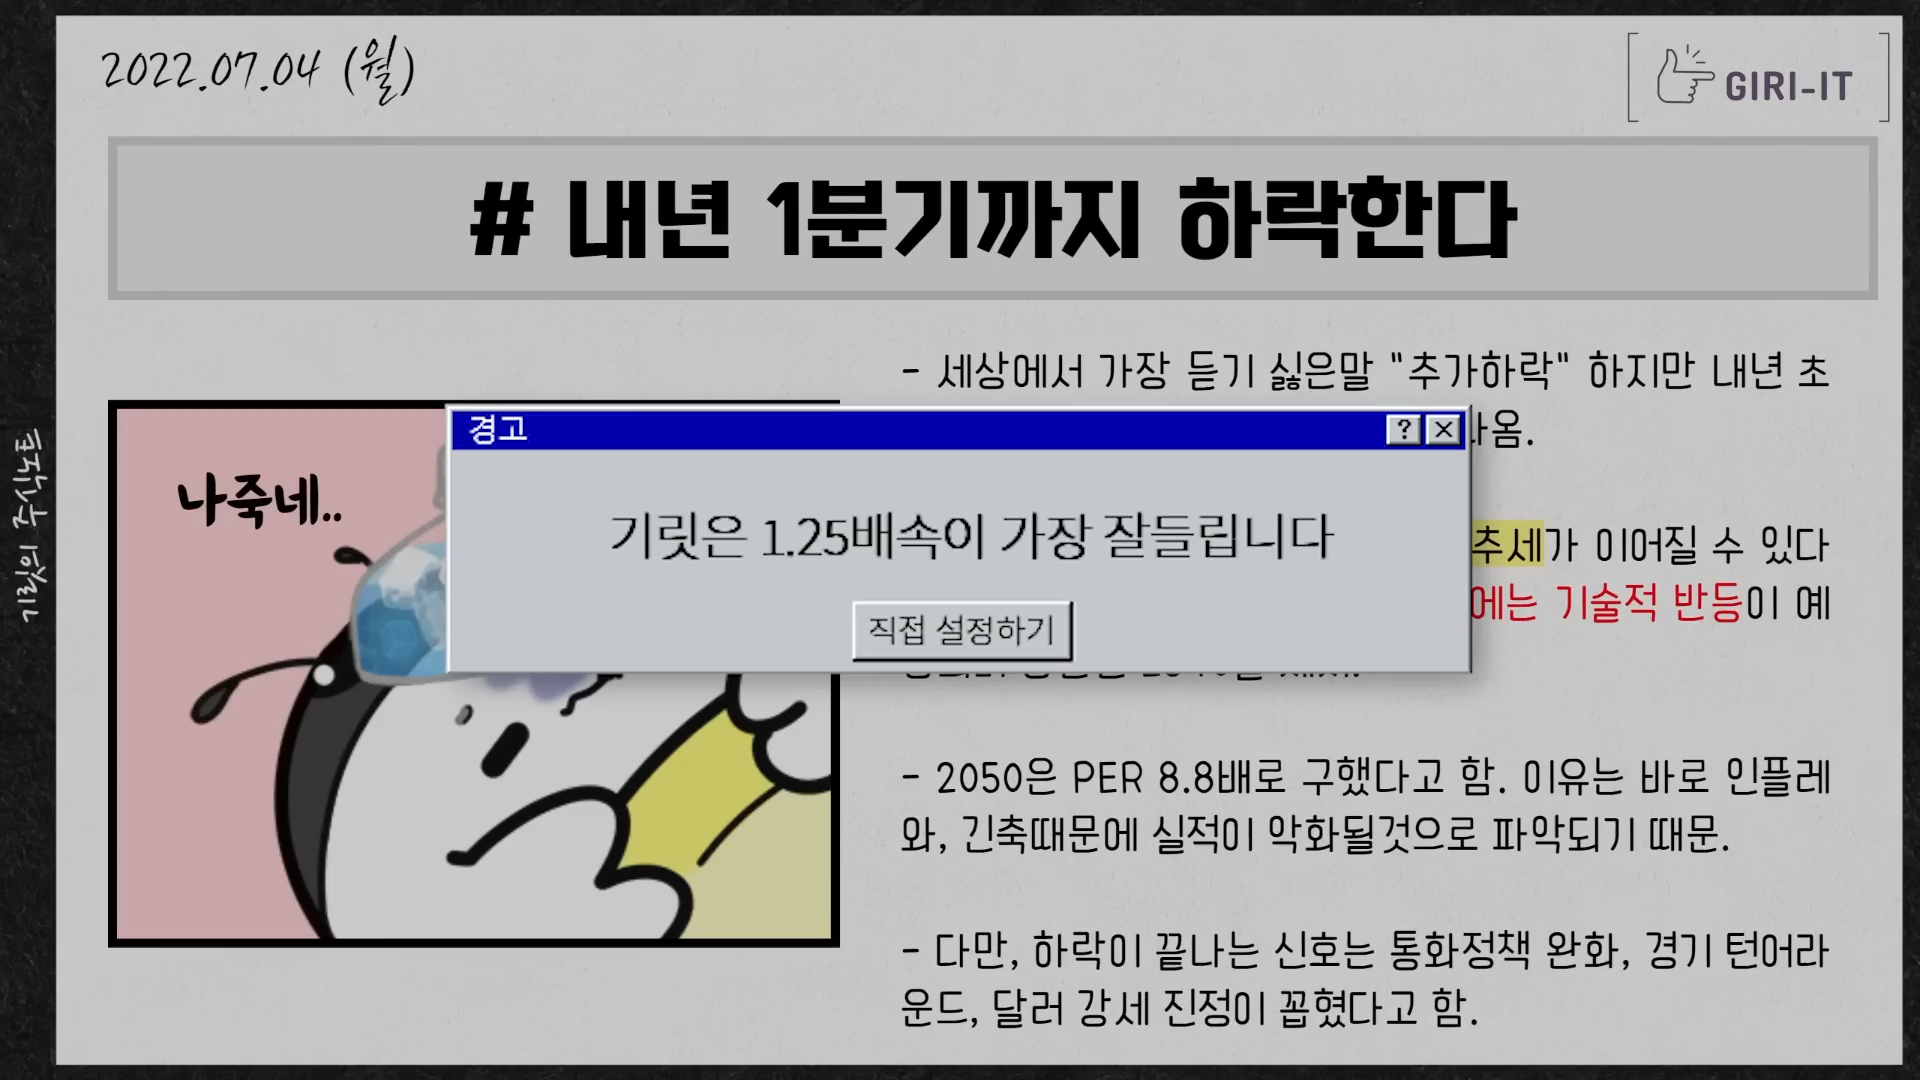 2022.07.04 (월)
GIRI-IT
# 내년 1분기까지 하락한다
기릿의 주식노트
나죽네..
- 세상에서 가장 듣기 싫은말 "추가하락" 하지만 내년 초
나옴.
경고
? ×
기릿은 1.25배속이 가장 잘들립니다
직접 설정하기
추세가 이어질 수 있다
에는 기술적 반등이 예
- 2050은 PER 8.8배로 구했다고 함. 이유는 바로 인플레
와, 긴축때문에 실적이 악화될것으로 파악되기 때문.
- 다만, 하락이 끝나는 신호는 통화정책 완화, 경기 턴어라
운드, 달러 강세 진정이 꼽혔다고 함.